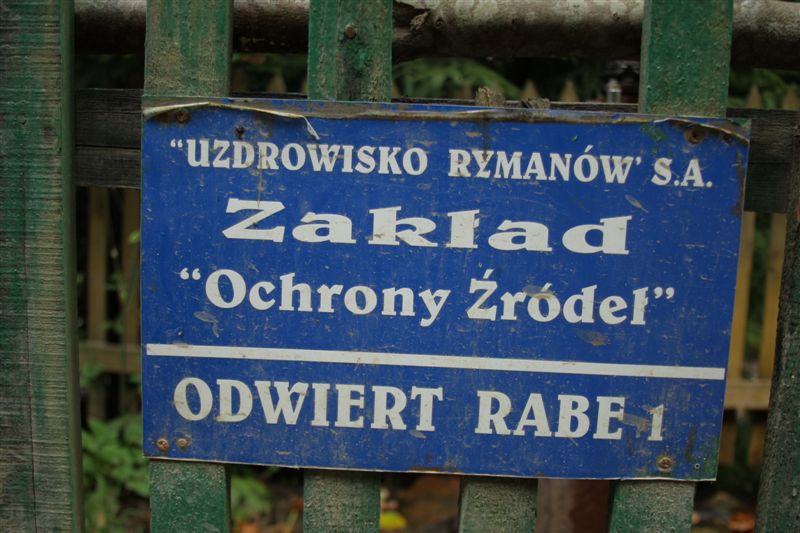 "UZDROWISKO RYMANÓW' S.A.
Zakład
"Ochrony Źródeł"
ODWIERT RABE 1